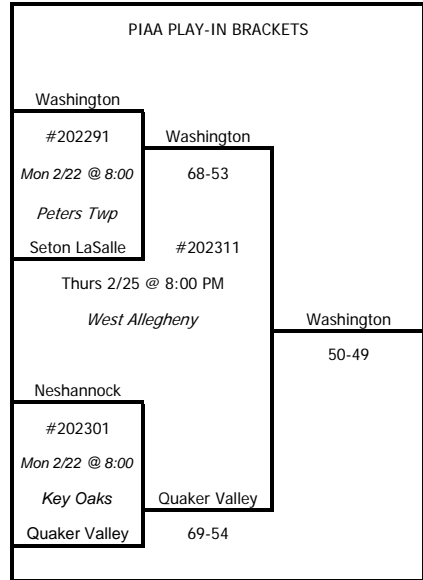 PIAA PLAY-IN BRACKETS
Washington
#202291
Washington
Mon 2/22 @ 8:00
68-53
Peters Twp
Seton LaSalle
#202311
Thurs 2/25 @ 8:00 PM
West Allegheny
Washington
50-49
Neshannock
#202301
Mon 2/22 @ 8:00
Key Oaks
Quaker Valley
Quaker Valley
69-54